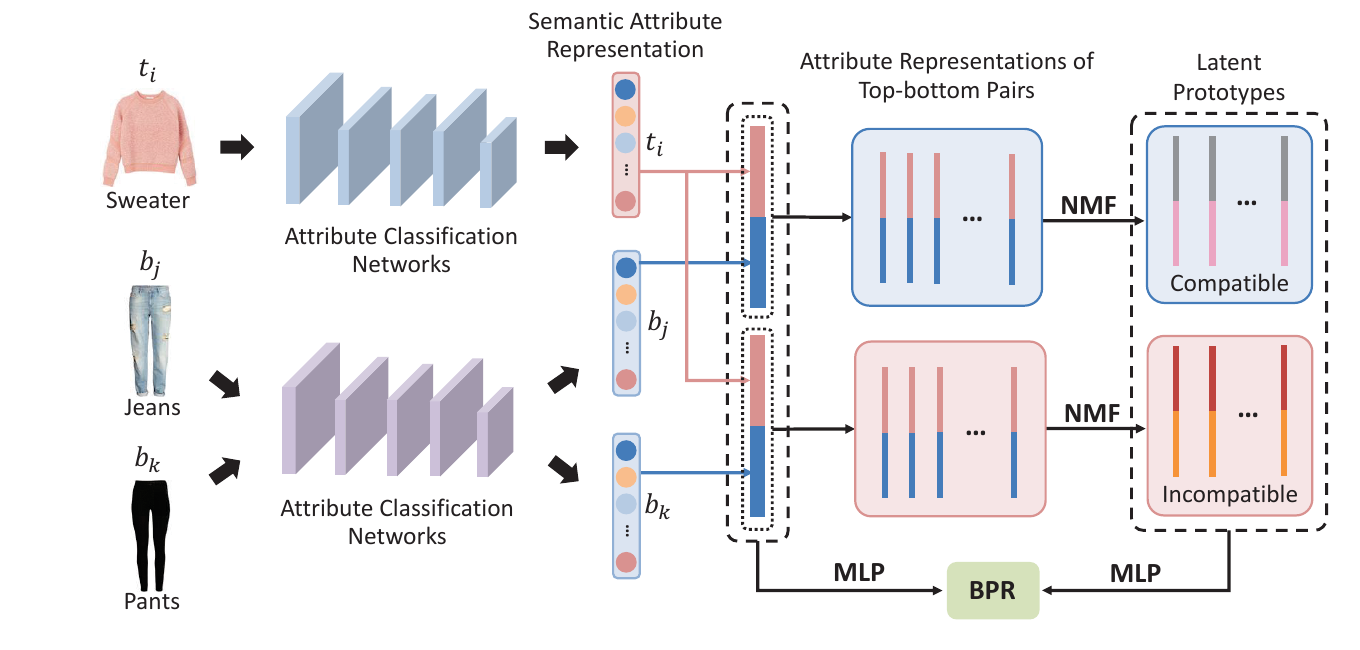 Semantic Attribute
Representation
t_i
Sweater
Attribute Classification
Networks
t_i
...
b_j
Jeans
b_j
...
b_k
Pants
Attribute Classification
Networks
b_k
...
Attribute Representations of
Top-bottom Pairs
...
NMF
...
NMF
Latent
Prototypes
...
Compatible
...
Incompatible
MLP
BPR
MLP